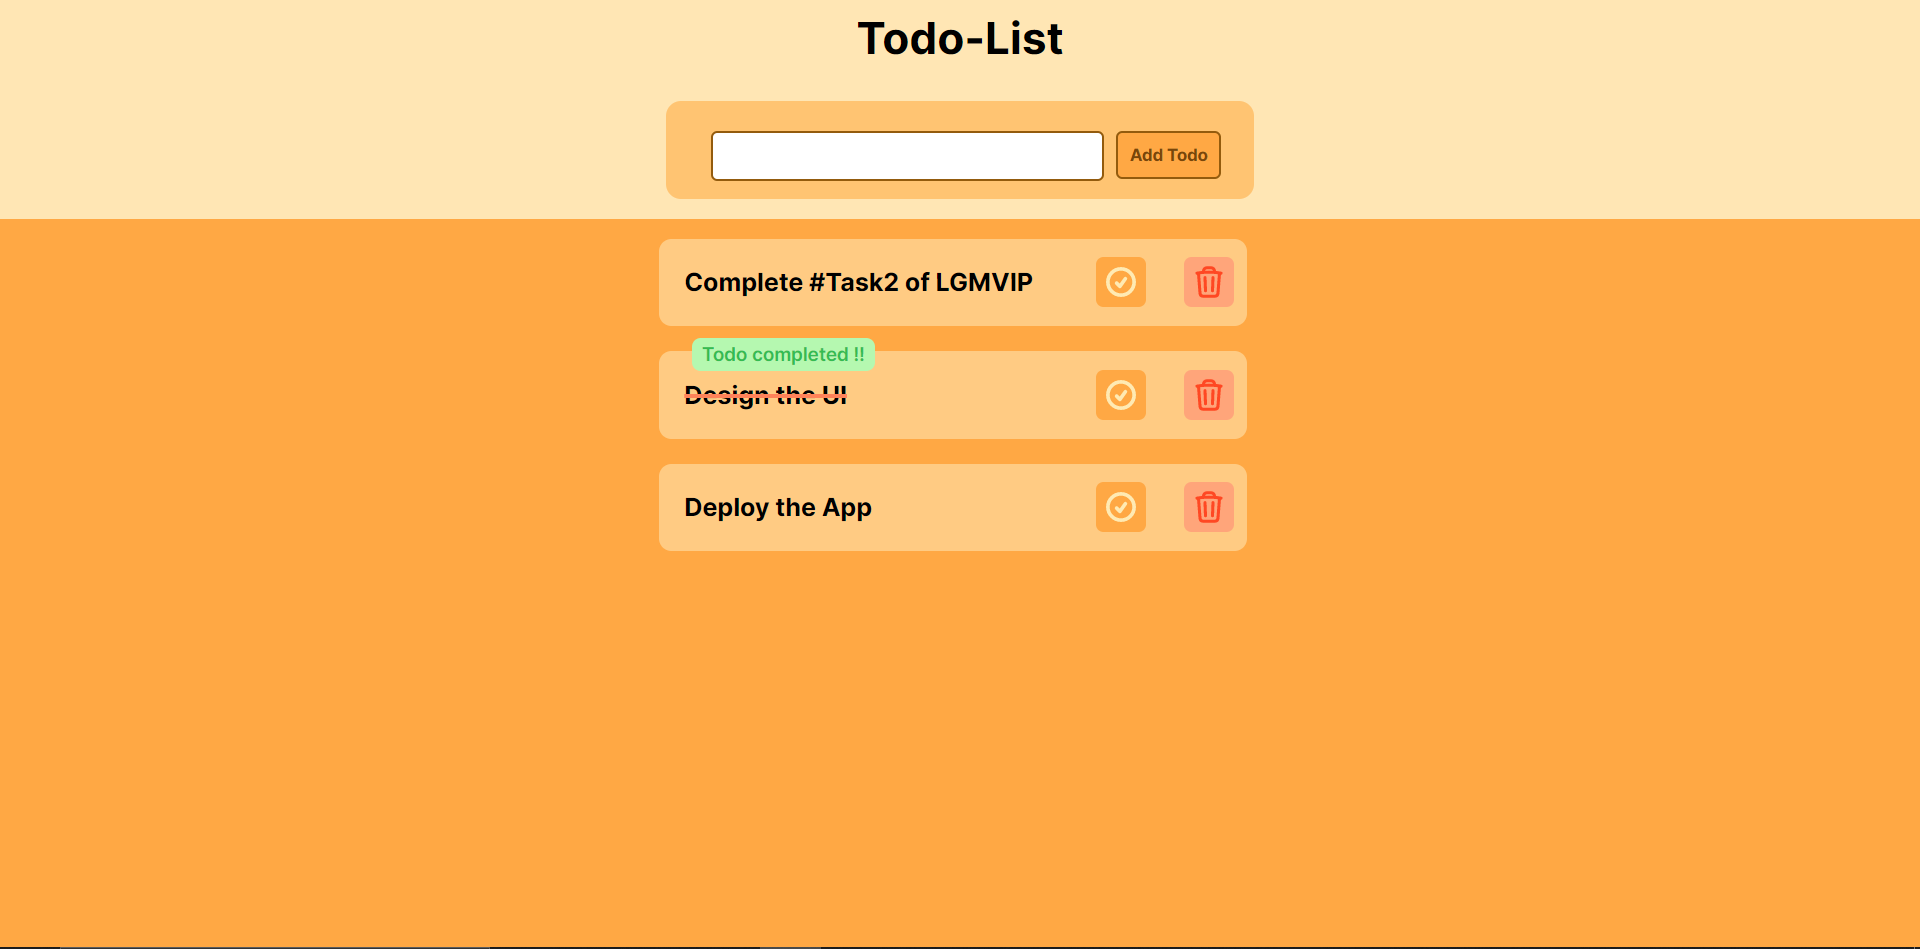 Todo-List
Add Todo
Complete #Task2 of LGMVIP
Todo completed !!
Design the UI
Deploy the App